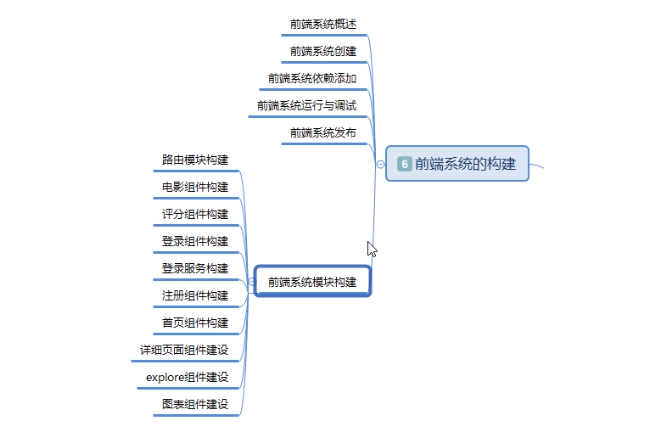 前端系统概述
前端系统创建
前端系统依赖添加
前端系统运行与调试
前端系统发布
6 前端系统的构建
路由模块构建
电影组件构建
评分组件构建
登录组件构建
登录服务构建
注册组件构建
首页组件构建
详细页面组件建设
explore组件建设
图表组件建设
前端系统模块构建